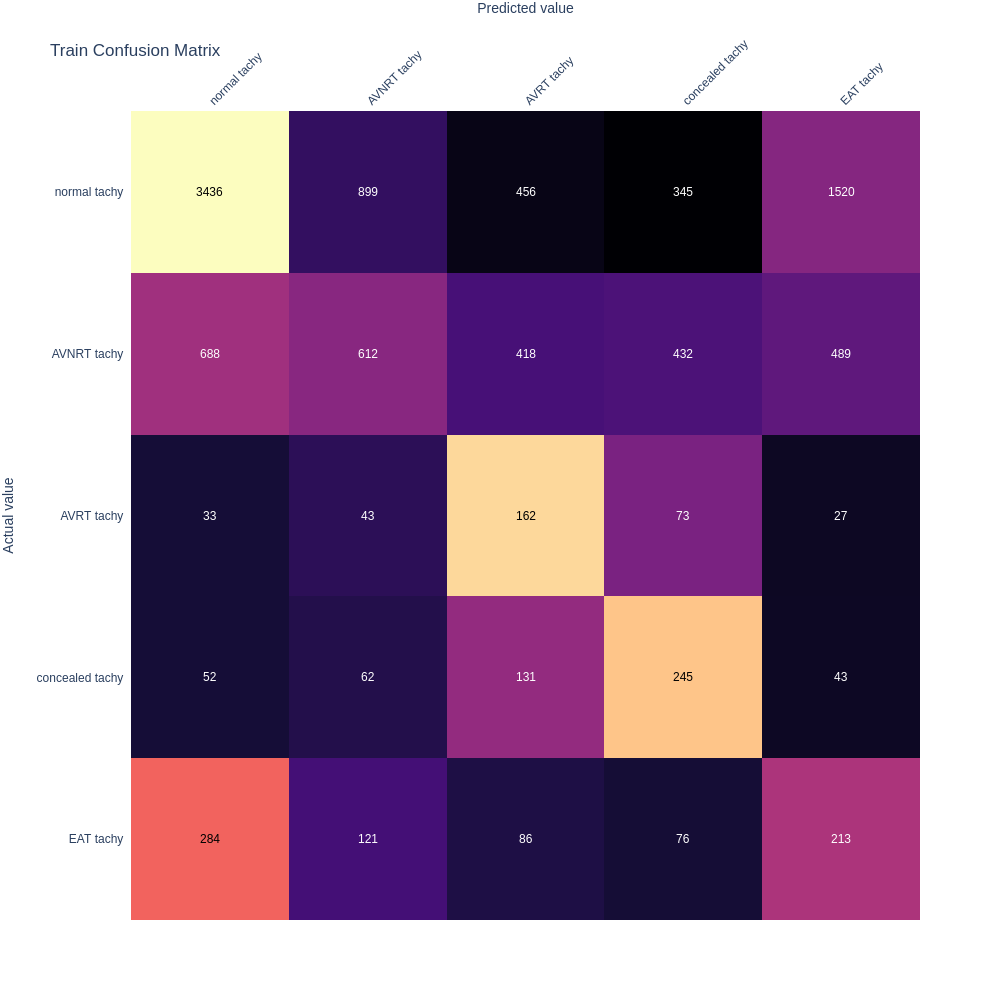 Predicted value
Train Confusion Matrix
normal tachy
AVNRT tachy
AVRT tachy
concealed tachy
EAT tachy
normal tachy 3436 899 456 345 1520
AVNRT tachy 688 612 418 432 489
AVRT tachy 33 43 162 73 27
concealed tachy 52 62 131 245 43
EAT tachy 284 121 86 76 213
Actual value